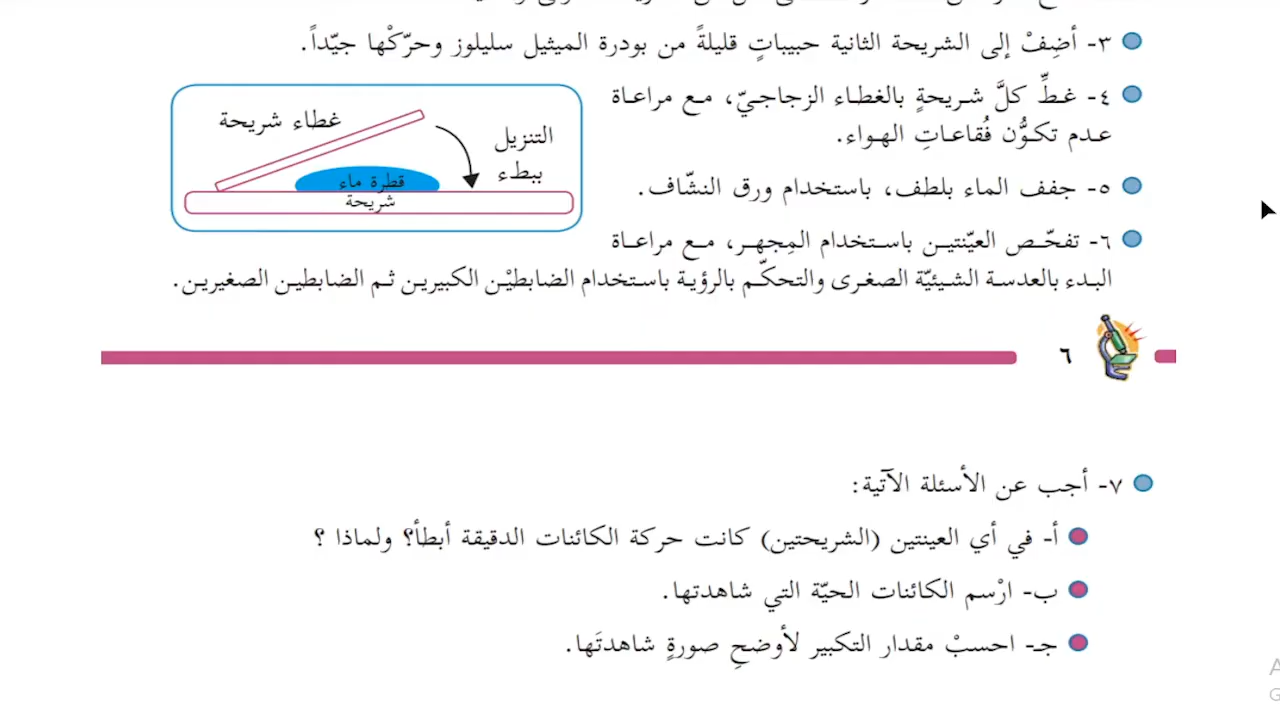 ٣- أضِفْ إلى الشريحة الثانية حبيباتٍ قليلةً من بودرة الميثيل سليلوز وحرّكْها جيّداً.
٤- غطِّ كلَّ شريحةٍ بالغطاء الزجاجيّ، مع مراعاة
عدم تكوُّن فُقاعاتِ الهواء.
غطاء شريحة
التنزيل
ببطء
قطرة ماء
شريحة
٥- جفف الماء بلطف، باستخدام ورق النشّاف.
٦- تفحّص العيّنتين باستخدام المِجهر، مع مراعاة
البدء بالعدسة الشيئيّة الصغرى والتحكّم بالرؤية باستخدام الضابطيْن الكبيرين ثم الضابطين الصغيرين.
٦
٧- أجب عن الأسئلة الآتية:
أ- في أي العينتين (الشريحتين) كانت حركة الكائنات الدقيقة أبطأ؟ ولماذا ؟
ب- ارْسم الكائنات الحيّة التي شاهدتها.
جـ- احسبْ مقدار التكبير لأوضحِ صورةٍ شاهدتَها.